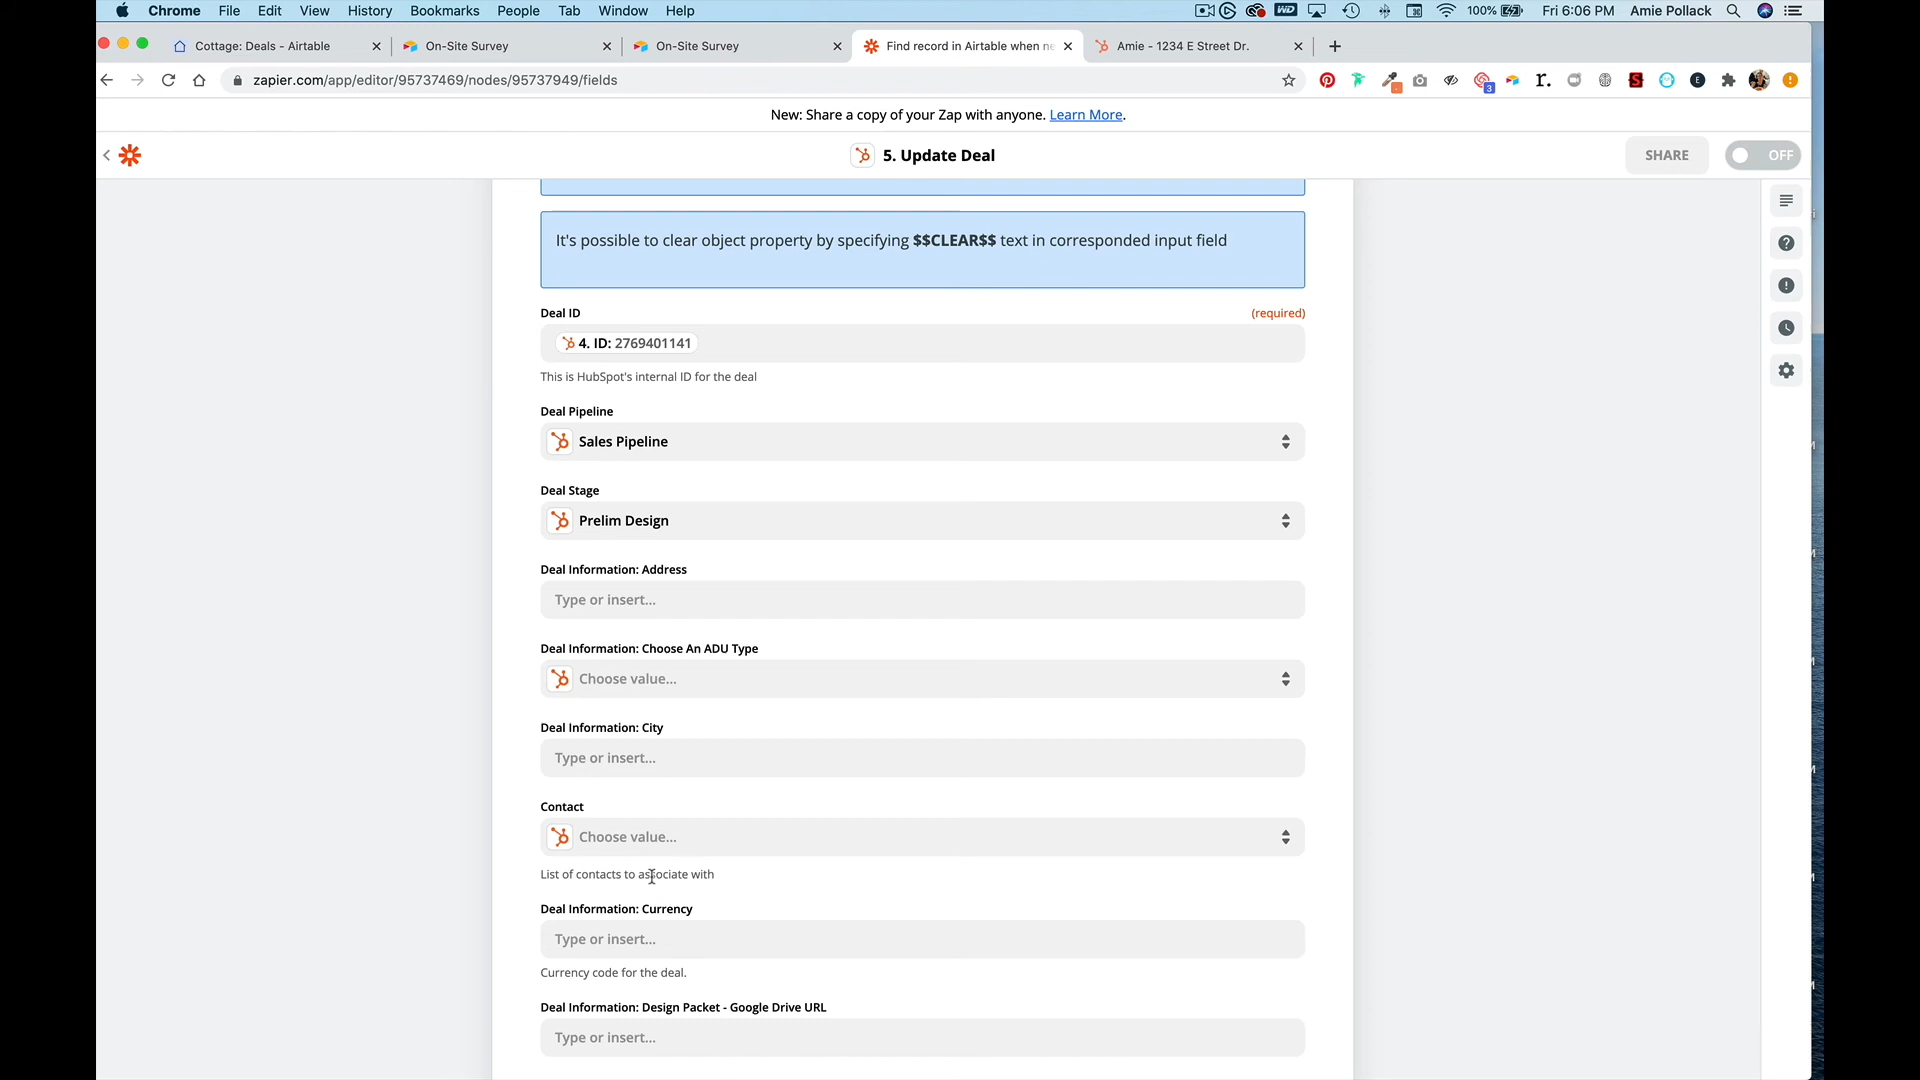 Chrome File Edit View History Bookmarks People Tab Window Help 100% Fri 6:06 PM Amie Pollack
Cottage: Deals - Airtable On-Site Survey On-Site Survey Find record in Airtable when ne Amie - 1234 E Street Dr.
zapier.com/app/editor/95737469/nodes/95737949/fields
New: Share a copy of your Zap with anyone. Learn More.
5. Update Deal SHARE OFF
It's possible to clear object property by specifying $$CLEAR$$ text in corresponded input field
Deal ID (required)
4. ID: 2769401141
This is HubSpot's internal ID for the deal
Deal Pipeline
Sales Pipeline
Deal Stage
Prelim Design
Deal Information: Address
Type or insert...
Deal Information: Choose An ADU Type
Choose value...
Deal Information: City
Type or insert...
Contact
Choose value...
List of contacts to associate with
Deal Information: Currency
Type or insert...
Currency code for the deal.
Deal Information: Design Packet - Google Drive URL
Type or insert...